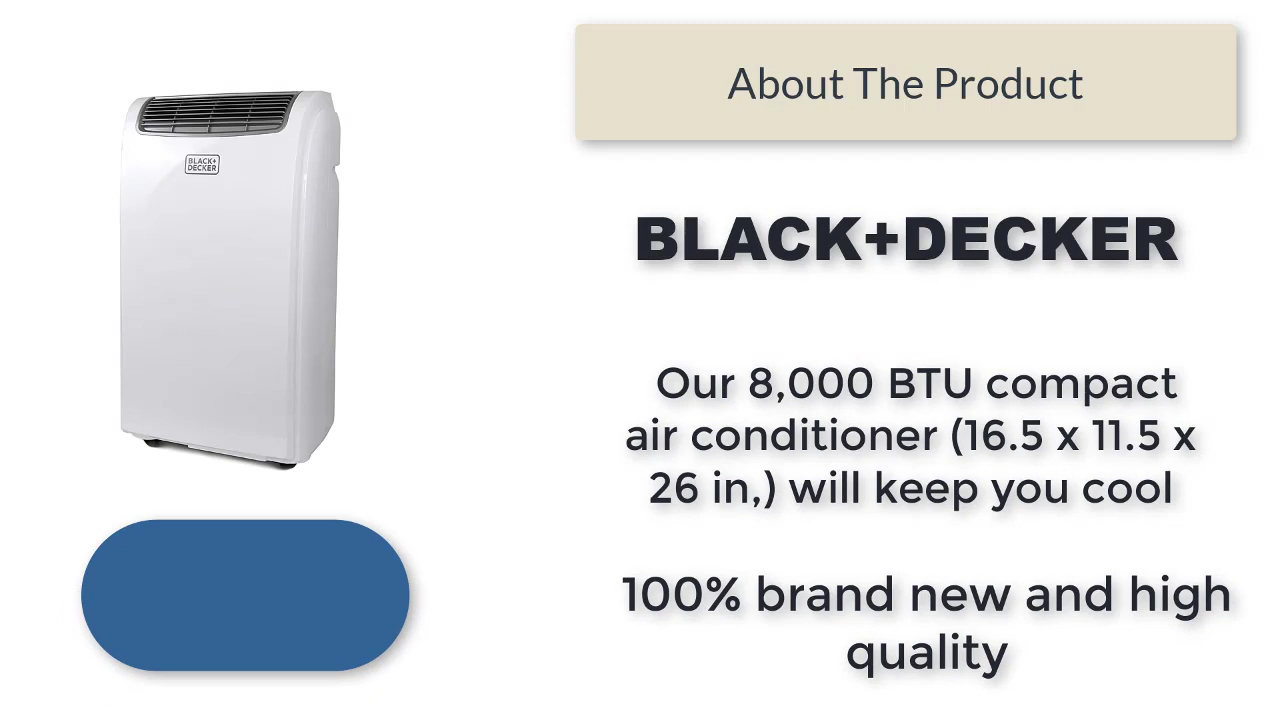 About The Product
BLACK+
DECKER
BLACK+DECKER
Our 8,000 BTU compact
air conditioner (16.5 x 11.5 x
26 in,) will keep you cool
100% brand new and high
quality